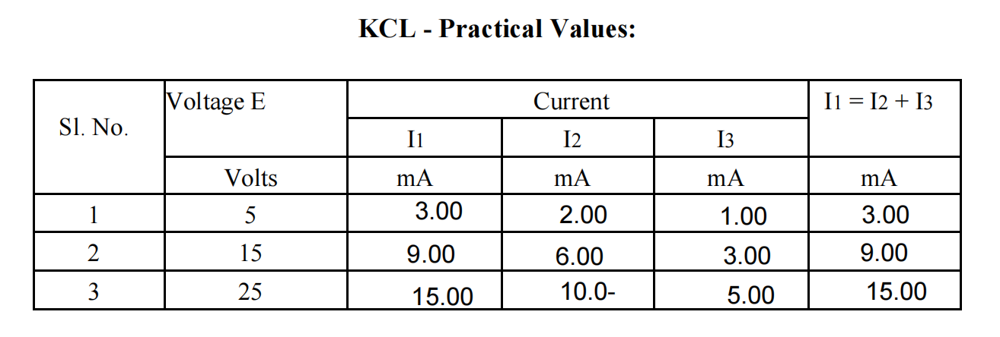 KCL - Practical Values:
Sl. No. Voltage E Current I1 = I2 + I3
I1 I2 I3
Volts mA mA mA mA
1 5 3.00 2.00 1.00 3.00
2 15 9.00 6.00 3.00 9.00
3 25 15.00 10.0- 5.00 15.00